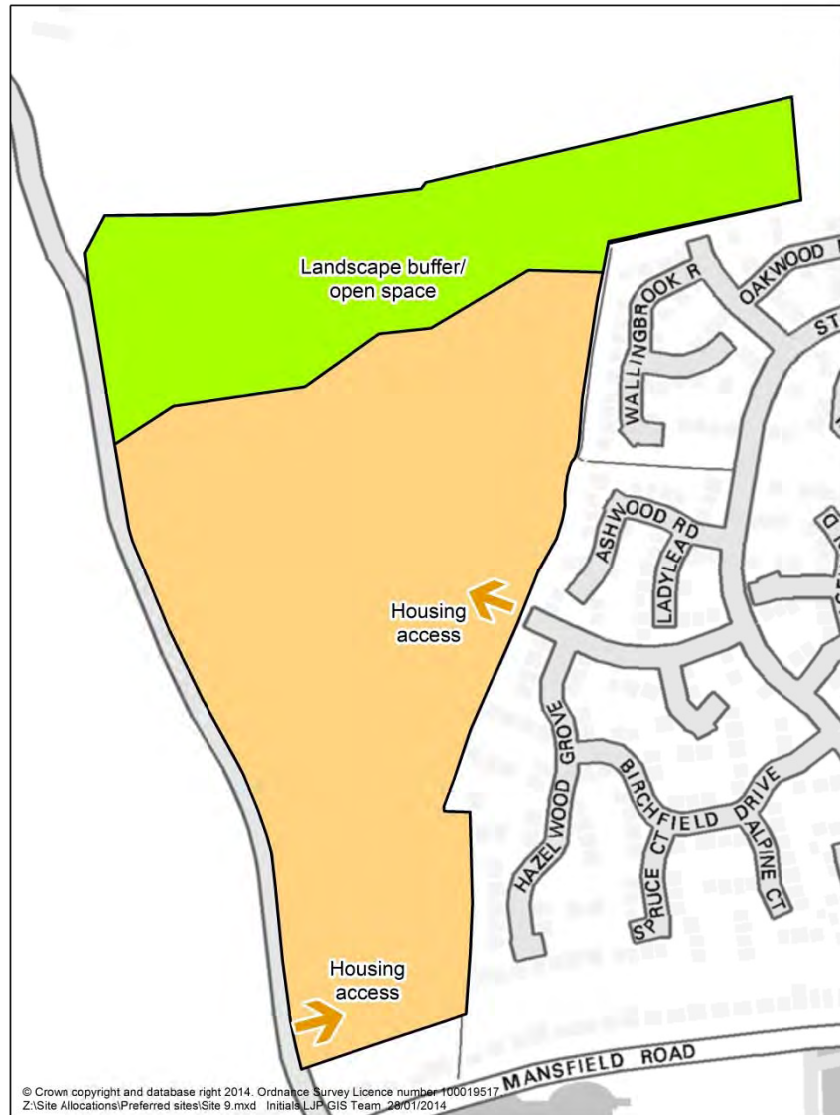 Landscape buffer/
open space
WALLINGBROOK R
OAKWOOD
ST
ASHWOOD RD
LADYLEA
Housing
access
HAZELWOOD GROVE
BIRCHFIELD DRIVE
SPRUCE CT
ALPINE CT
Housing
access
MANSFIELD ROAD
© Crown copyright and database right 2014. Ordnance Survey Licence number 100019517.
Z:\Site Allocations\Preferred sites\Site 9.mxd Initials LJP GIS Team 28/01/2014